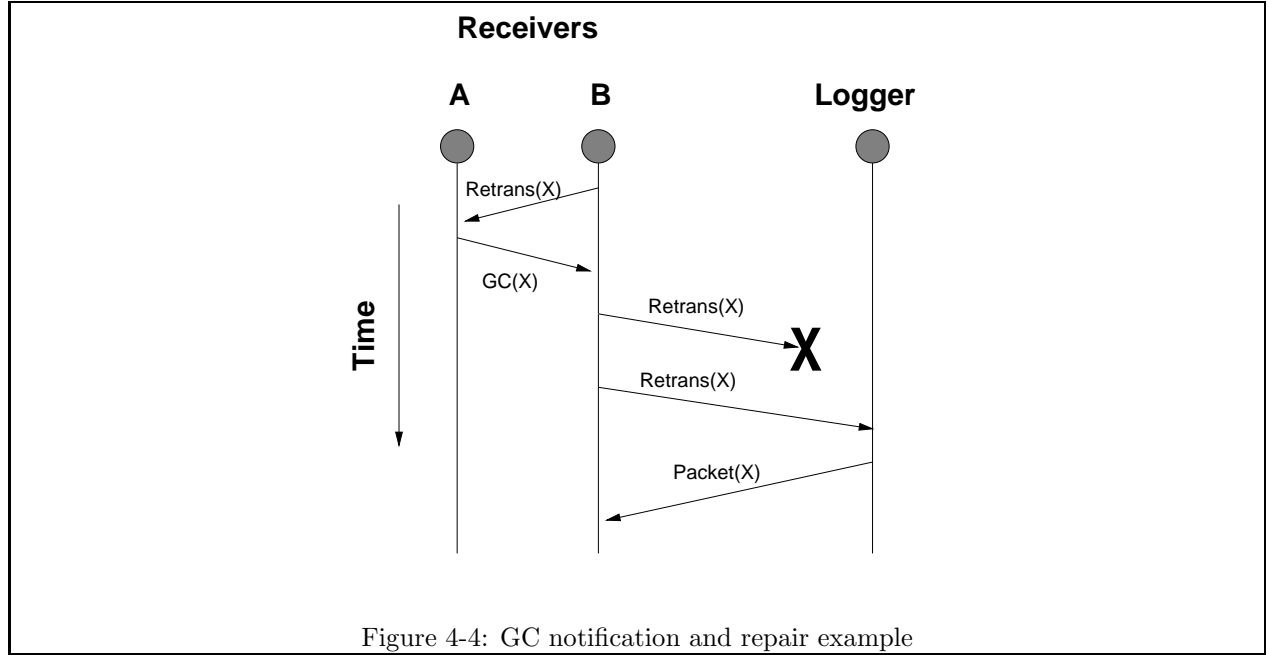 Receivers
A
B
Logger
Retrans(X)
GC(X)
Retrans(X)
X
Retrans(X)
Time
Packet(X)
Figure 4-4: GC notification and repair example